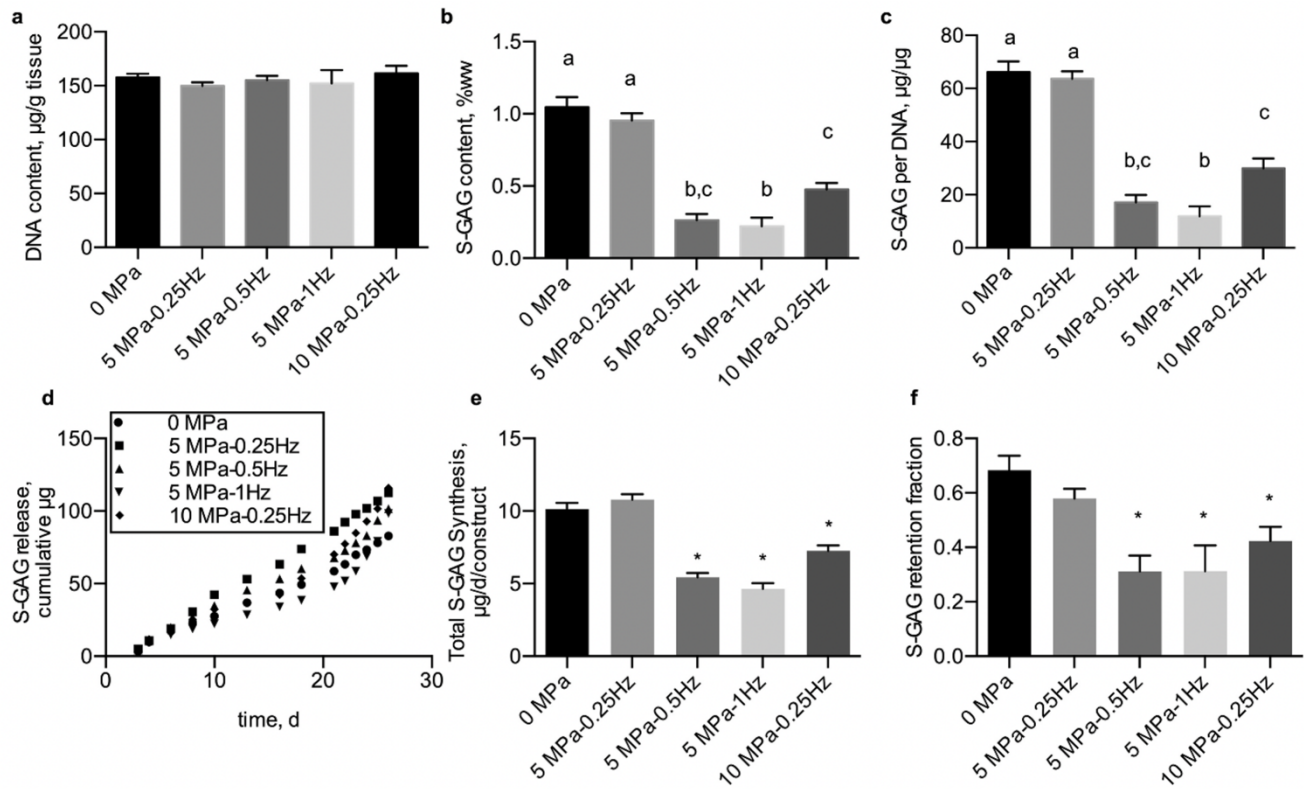 a
DNA content, µg/g tissue
200
150
100
50
0
0 MPa
5 MPa-0.25Hz
5 MPa-0.5Hz
5 MPa-1Hz
10 MPa-0.25Hz
b
S-GAG content, %ww
1.5
1.0
0.5
0.0
a
a
b,c
b
c
0 MPa
5 MPa-0.25Hz
5 MPa-0.5Hz
5 MPa-1Hz
10 MPa-0.25Hz
c
S-GAG per DNA, µg/µg
80
60
40
20
0
a
a
b,c
b
c
0 MPa
5 MPa-0.25Hz
5 MPa-0.5Hz
5 MPa-1Hz
10 MPa-0.25Hz
d
S-GAG release,
cumulative µg
150
100
50
0
0 MPa
5 MPa-0.25Hz
5 MPa-0.5Hz
5 MPa-1Hz
10 MPa-0.25Hz
0 10 20 30
time, d
e
Total S-GAG Synthesis,
µg/d/construct
15
10
5
0
*
*
*
0 MPa
5 MPa-0.25Hz
5 MPa-0.5Hz
5 MPa-1Hz
10 MPa-0.25Hz
f
S-GAG retention fraction
0.8
0.6
0.4
0.2
0.0
*
*
*
0 MPa
5 MPa-0.25Hz
5 MPa-0.5Hz
5 MPa-1Hz
10 MPa-0.25Hz